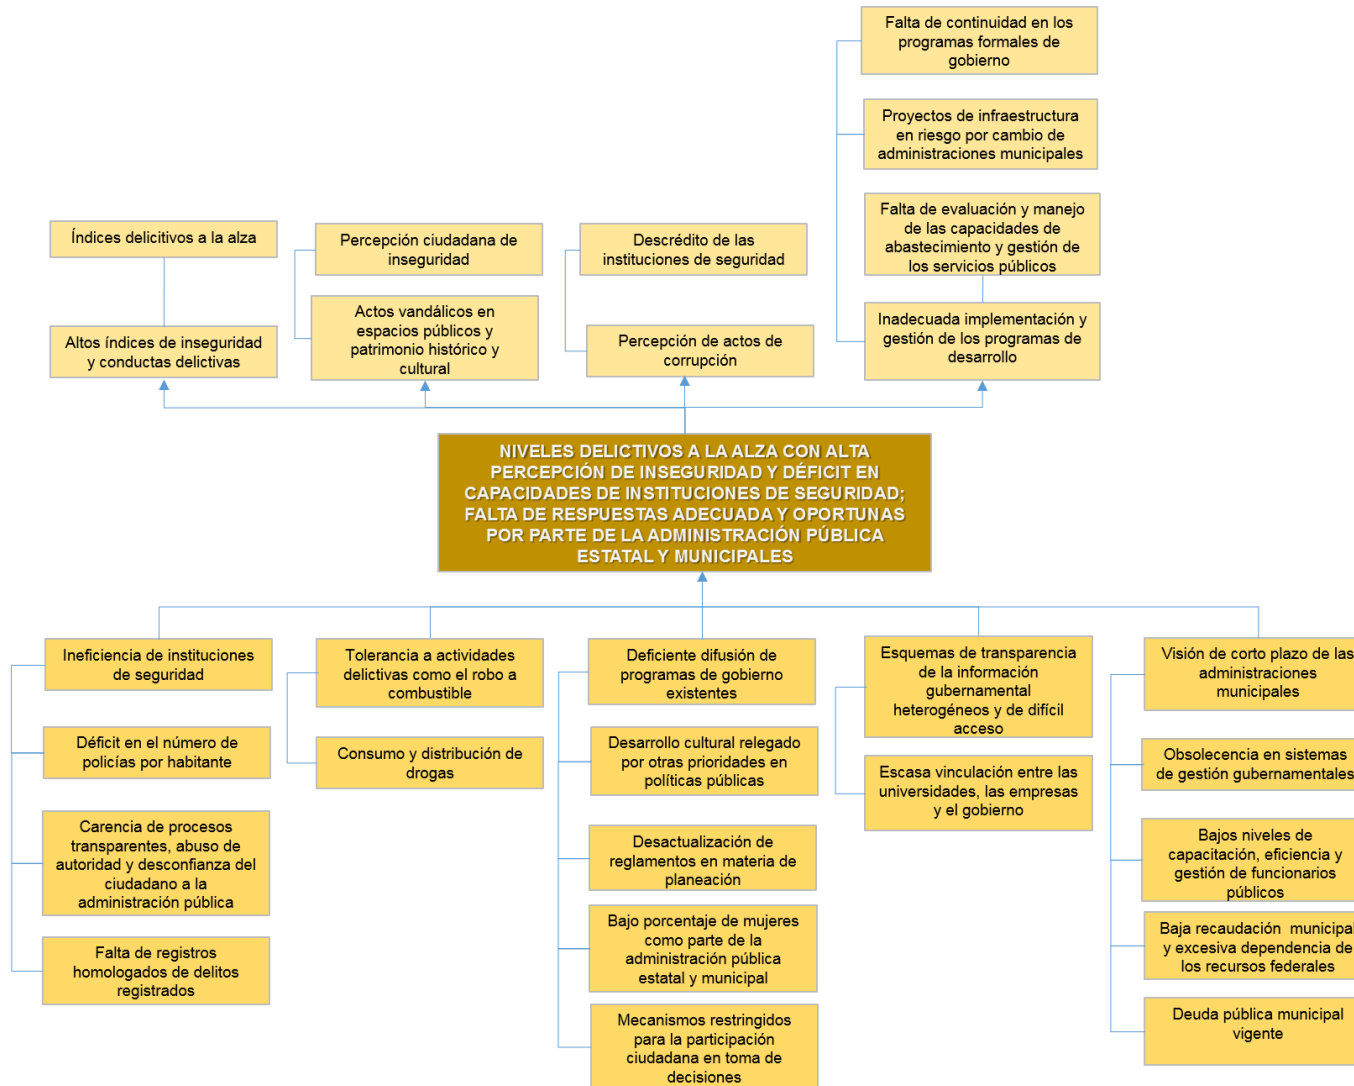 Falta de continuidad en los
programas formales de
gobierno
Proyectos de infraestructura
en riesgo por cambio de
administraciones municipales
Índices delicitivos a la alza
Percepción ciudadana de
inseguridad
Descrédito de las
instituciones de seguridad
Falta de evaluación y manejo
de las capacidades de
abastecimiento y gestión de
los servicios públicos
Altos índices de inseguridad
y conductas delictivas
Actos vandálicos en
espacios públicos y
patrimonio histórico y
cultural
Percepción de actos de
corrupción
Inadecuada implementación y
gestión de los programas de
desarrollo
NIVELES DELICTIVOS A LA ALZA CON ALTA
PERCEPCIÓN DE INSEGURIDAD Y DÉFICIT EN
CAPACIDADES DE INSTITUCIONES DE SEGURIDAD;
FALTA DE RESPUESTAS ADECUADA Y OPORTUNAS
POR PARTE DE LA ADMINISTRACIÓN PÚBLICA
ESTATAL Y MUNICIPALES
Ineficiencia de instituciones
de seguridad
Déficit en el número de
policías por habitante
Carencia de procesos
transparentes, abuso de
autoridad y desconfianza del
ciudadano a la
administración pública
Falta de registros
homologados de delitos
registrados
Tolerancia a actividades
delictivas como el robo a
combustible
Consumo y distribución de
drogas
Deficiente difusión de
programas de gobierno
existentes
Desarrollo cultural relegado
por otras prioridades en
políticas públicas
Desactualización de
reglamentos en materia de
planeación
Bajo porcentaje de mujeres
como parte de la
administración pública
estatal y municipal
Mecanismos restringidos
para la participación
ciudadana en toma de
decisiones
Esquemas de transparencia
de la información
gubernamental
heterogéneos y de difícil
acceso
Escasa vinculación entre las
universidades, las empresas
y el gobierno
Visión de corto plazo de las
administraciones
municipales
Obsolecencia en sistemas
de gestión gubernamentales
Bajos niveles de
capacitación, eficiencia y
gestión de funcionarios
públicos
Baja recaudación municipal
y excesiva dependencia de
los recursos federales
Deuda pública municipal
vigente